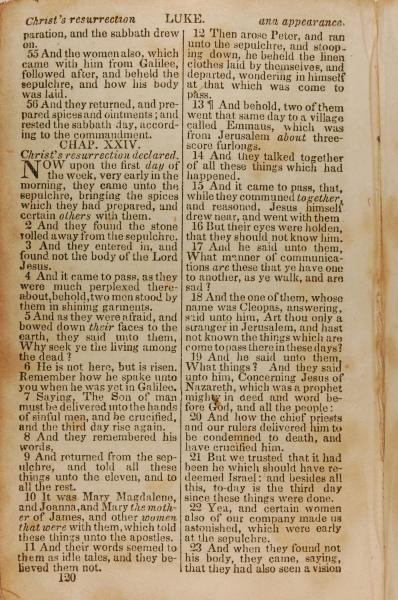 Christ's resurrection LUKE. and appearance.
paration, and the sabbath drew
on.
55 And the women also, which
came with him from Galilee,
followed after, and beheld the
sepulchre, and how his body
was laid.
56 And they returned, and pre-
pared spices and ointments; and
rested the sabbath day, accord-
ing to the commandment.
CHAP. XXIV.
Christ's resurrection declared.
NOW upon the first day of
the week, very early in the
morning, they came unto the
sepulchre, bringing the spices
which they had prepared, and
certain others with them.
2 And they found the stone
rolled away from the sepulchre.
3 And they entered in, and
found not the body of the Lord
Jesus.
4 And it came to pass, as they
were much perplexed there-
about, behold, two men stood by
them in shining garments.
5 And as they were afraid, and
bowed down their faces to the
earth, they said unto them,
Why seek ye the living among
the dead?
6 He is not here, but is risen.
Remember how he spake unto
you when he was yet in Galilee,
7 Saying, The Son of man
must be delivered into the hands
of sinful men, and be crucified,
and the third day rise again.
8 And they remembered his
words,
9 And returned from the sep-
ulchre, and told all these
things unto the eleven, and to
all the rest.
10 It was Mary Magdalene,
and Joanna, and Mary the moth-
er of James, and other women
that were with them, which told
these things unto the apostles.
11 And their words seemed to
them as idle tales, and they be-
lieved them not.
120
12 Then arose Peter, and ran
unto the sepulchre, and stoop-
ing down, he beheld the linen
clothes laid by themselves, and
departed, wondering in himself
at that which was come to
pass.
13 ¶ And behold, two of them
went that same day to a village
called Emmaus, which was
from Jerusalem about three-
score furlongs.
14 And they talked together
of all these things which had
happened.
15 And it came to pass, that,
while they communed together,
and reasoned, Jesus himself
drew near, and went with them.
16 But their eyes were holden,
that they should not know him.
17 And he said unto them,
What manner of communica-
tions are these that ye have one
to another, as ye walk, and are
sad?
18 And the one of them, whose
name was Cleopas, answering,
said unto him, Art thou only a
stranger in Jerusalem, and hast
not known the things which are
come to pass there in these days?
19 And he said unto them,
What things? And they said
unto him, Concerning Jesus of
Nazareth, which was a prophet
mighty in deed and word be-
fore God, and all the people:
20 And how the chief priests
and our rulers delivered him to
be condemned to death, and
have crucified him.
21 But we trusted that it had
been he which should have re-
deemed Israel: and besides all
this, to-day is the third day
since these things were done.
22 Yea, and certain women
also of our company made us
astonished, which were early
at the sepulchre.
23 And when they found not
his body, they came, saying,
that they had also seen a vision